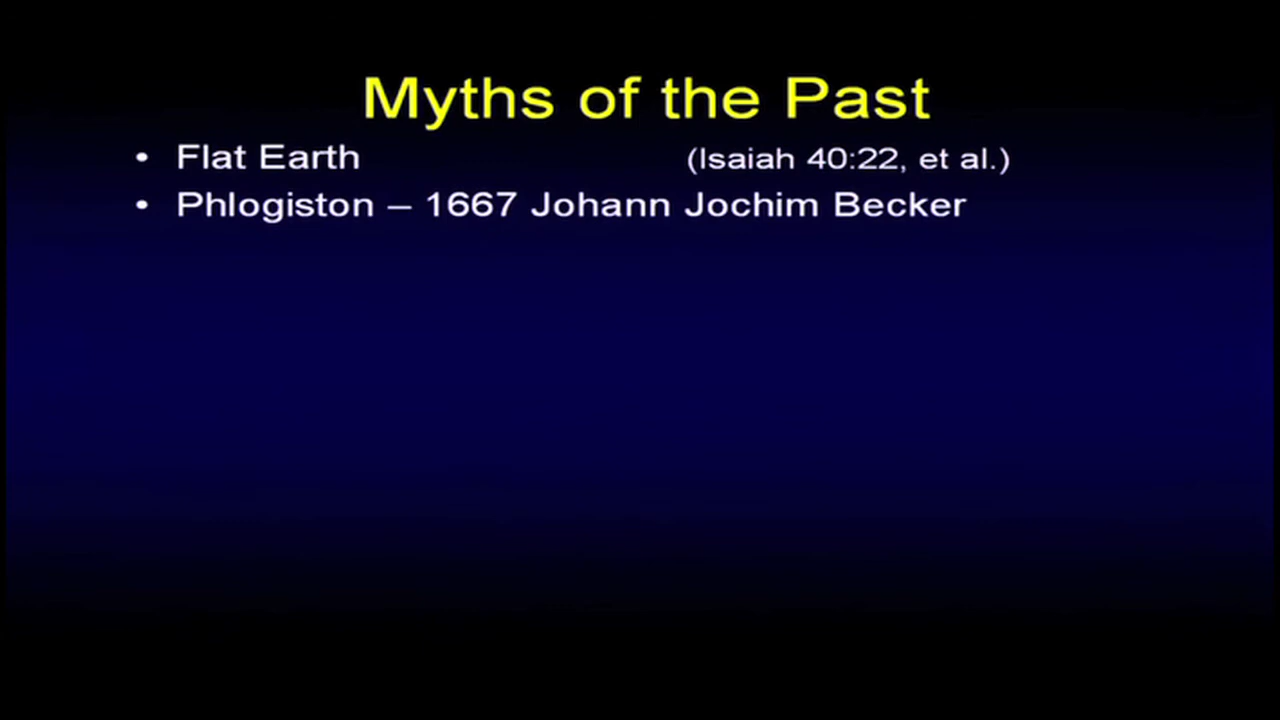 Myths of the Past
• Flat Earth (Isaiah 40:22, et al.)
• Phlogiston – 1667 Johann Jochim Becker